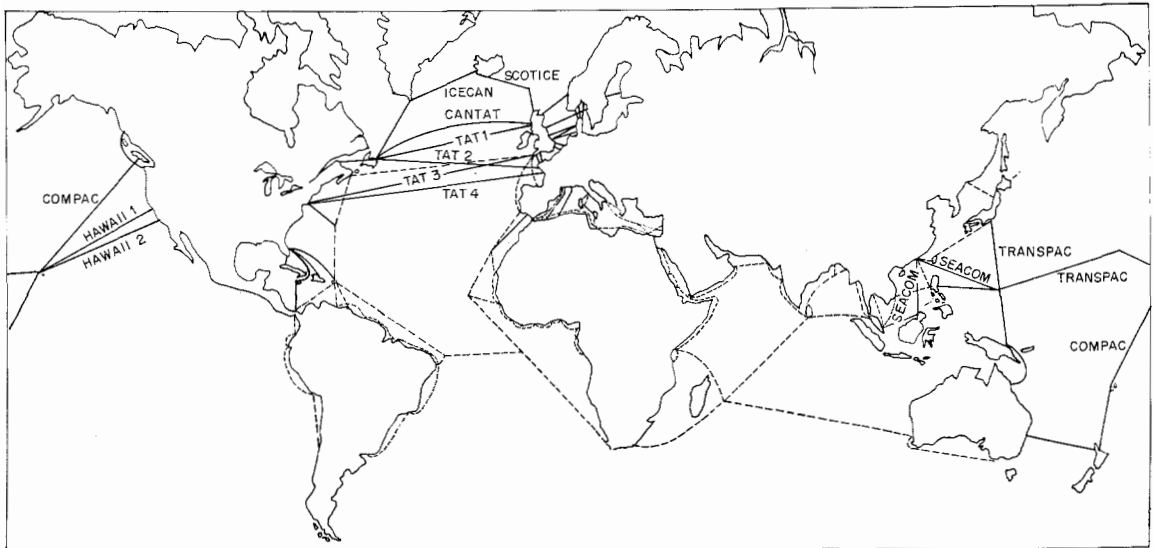 SCOTICE
ICECAN
CANTAT
TAT 1
TAT 2
TAT 3
TAT 4
COMPAC
HAWAII 1
HAWAII 2
TRANSPAC
SEACOM
TRANSPAC
SEACOM
COMPAC